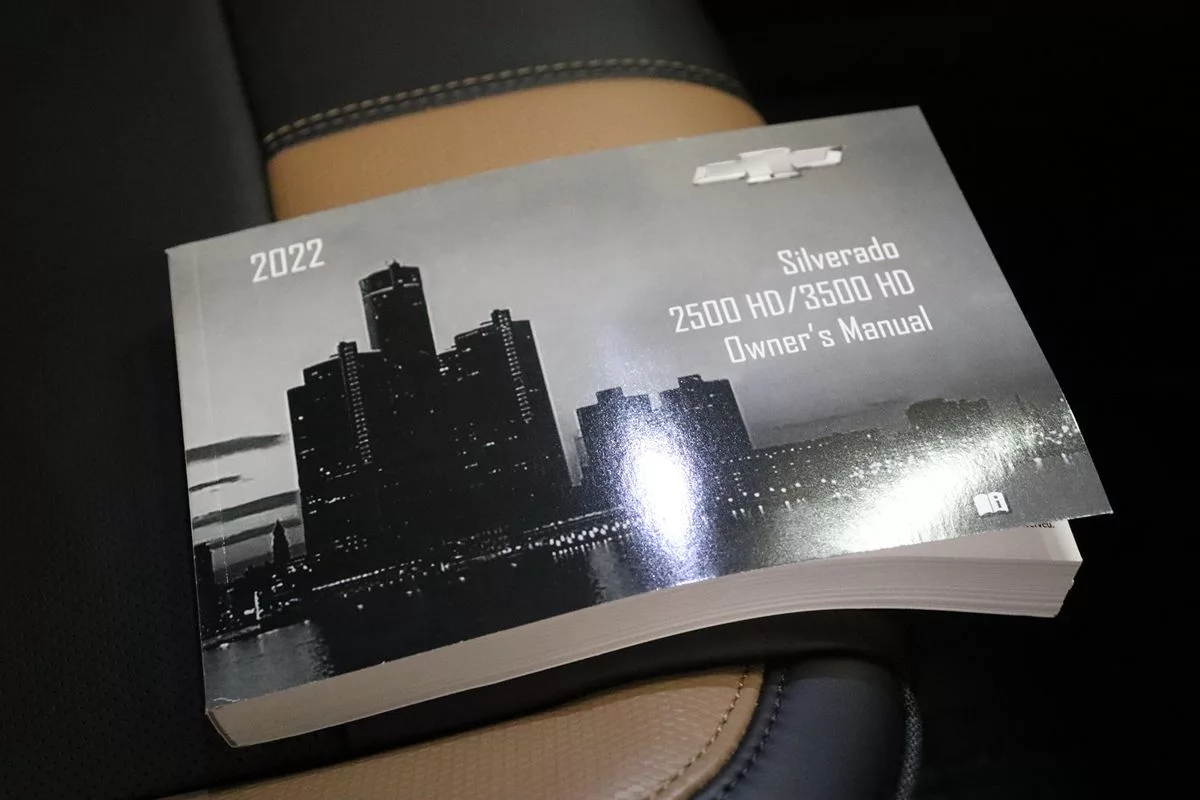 2022
Silverado
2500 HD/3500 HD
Owner's Manual
i